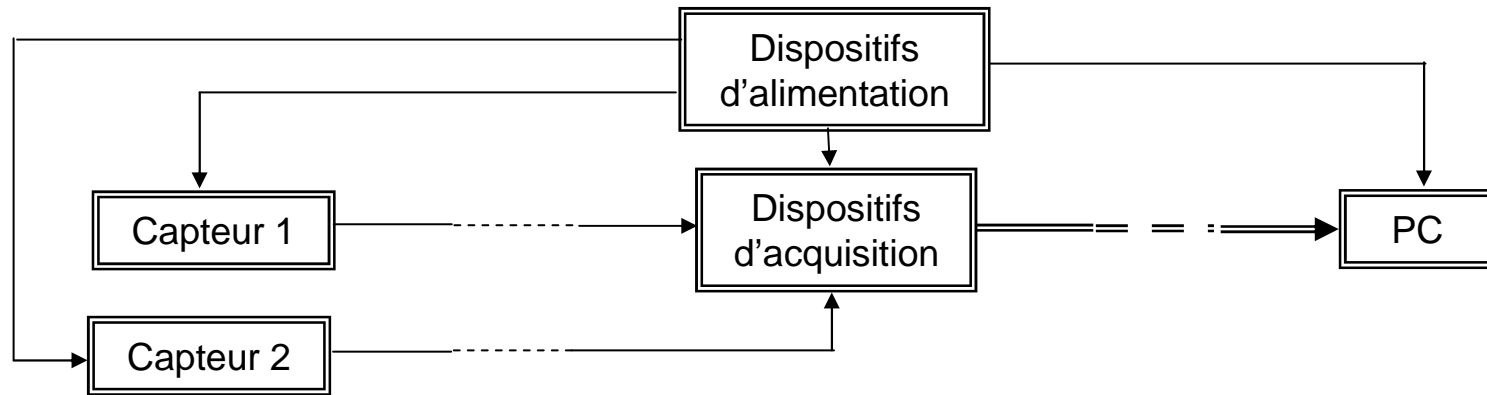 Dispositifs
d’alimentation
Capteur 1
Dispositifs
d’acquisition
PC
Capteur 2